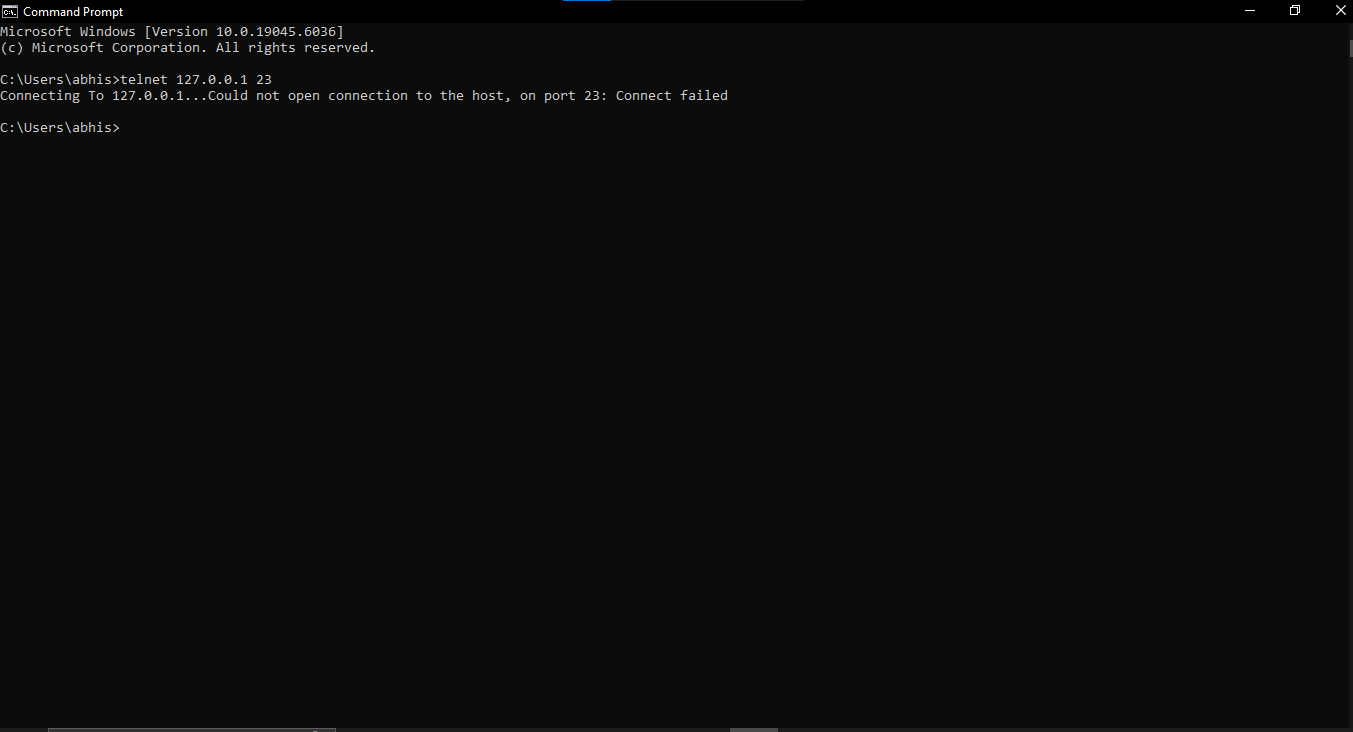 Command Prompt
Microsoft Windows [Version 10.0.19045.6036]
(c) Microsoft Corporation. All rights reserved.
C:\Users\abhis>telnet 127.0.0.1 23
Connecting To 127.0.0.1...Could not open connection to the host, on port 23: Connect failed
C:\Users\abhis>